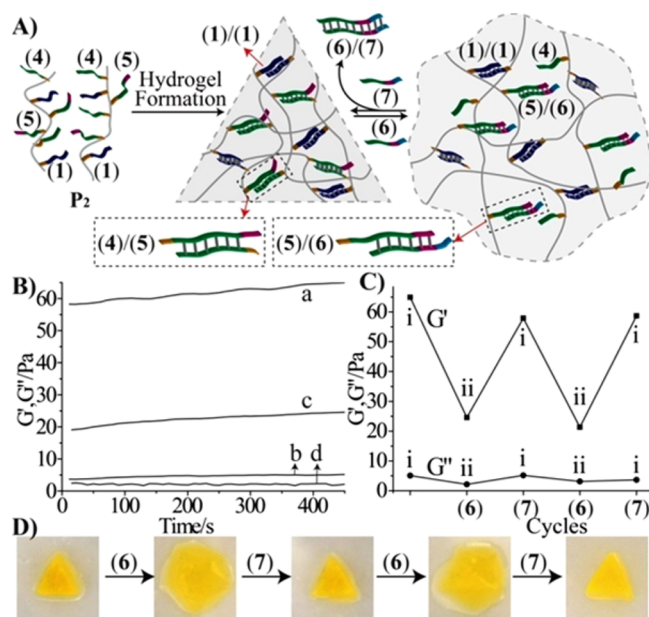 A)
(4) (4) (5)
(5)
(1) (1)
P2
Hydrogel
Formation
(1)/(1)
(6)/(7)
(7)
(6)
(1)/(1) (4)
(5)/(6)
(4)/(5)
(5)/(6)
B)
G',G''/Pa
60
50
40
30
20
10
5
0
a
c
b d
0 100 200 300 400
Time/s
C)
G',G''/Pa
60
50
40
30
20
10
0
i G' i i
ii ii
i G'' ii i ii i
(6) (7) (6) (7)
Cycles
D)
(6) (7) (6) (7)